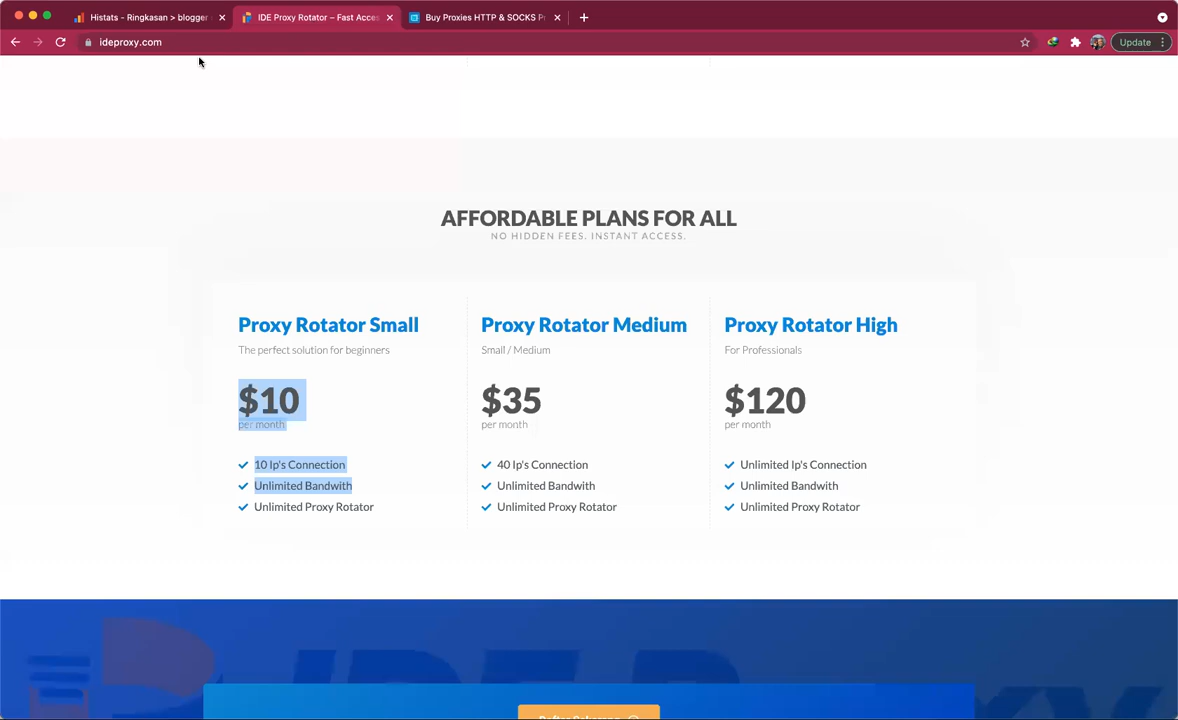 Histats - Ringkasan > blogger
IDE Proxy Rotator – Fast Acces
Buy Proxies HTTP & SOCKS P
ideproxy.com
Update
AFFORDABLE PLANS FOR ALL
NO HIDDEN FEES. INSTANT ACCESS.
Proxy Rotator Small
The perfect solution for beginners
$10
per month
10 Ip's Connection
Unlimited Bandwith
Unlimited Proxy Rotator
Proxy Rotator Medium
Small / Medium
$35
per month
40 Ip's Connection
Unlimited Bandwith
Unlimited Proxy Rotator
Proxy Rotator High
For Professionals
$120
per month
Unlimited Ip's Connection
Unlimited Bandwith
Unlimited Proxy Rotator